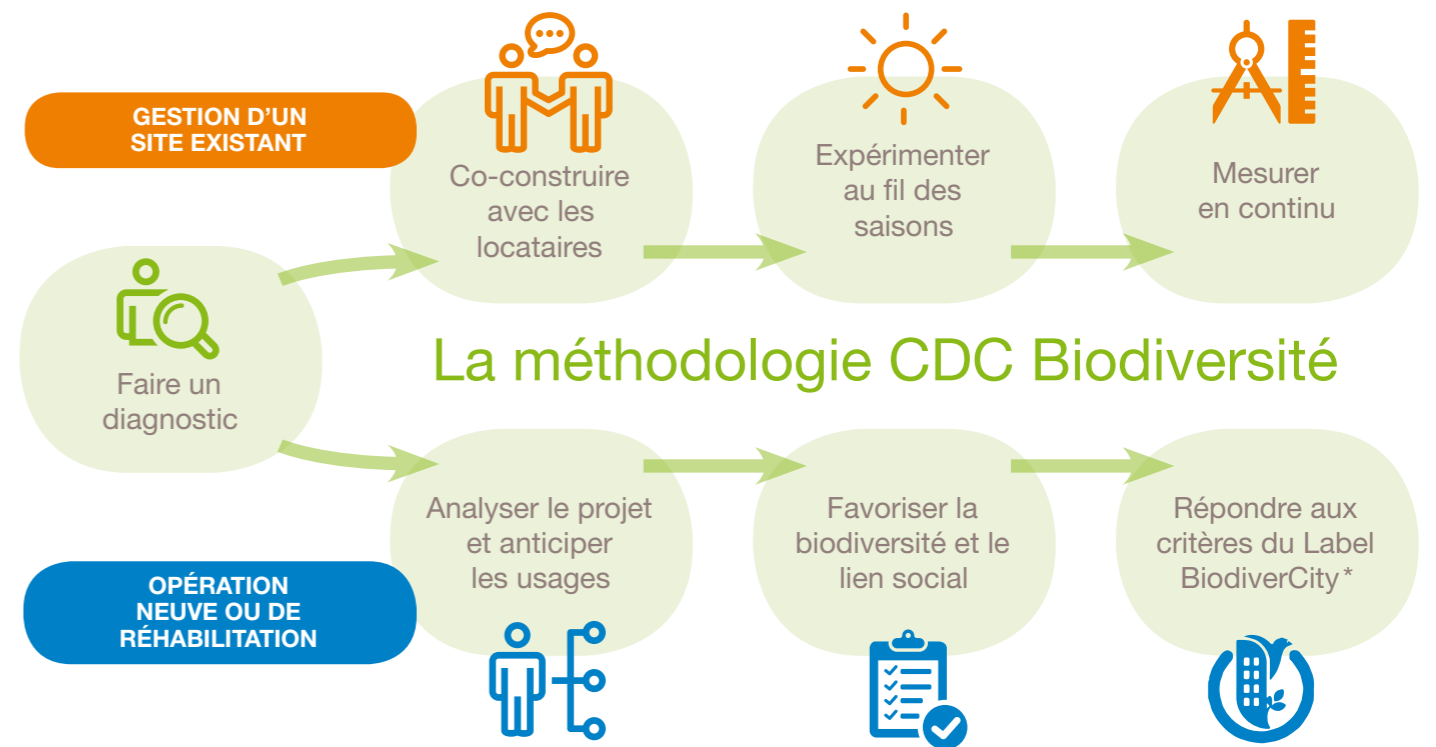 GESTION D'UN
SITE EXISTANT
Co-construire
avec les
locataires
Expérimenter
au fil des
saisons
Mesurer
en continu
Faire un
diagnostic
La méthodologie CDC Biodiversité
OPÉRATION
NEUVE OU DE
RÉHABILITATION
Analyser le projet
et anticiper
les usages
Favoriser la
biodiversité et le
lien social
Répondre aux
critères du Label
BiodiverCity*